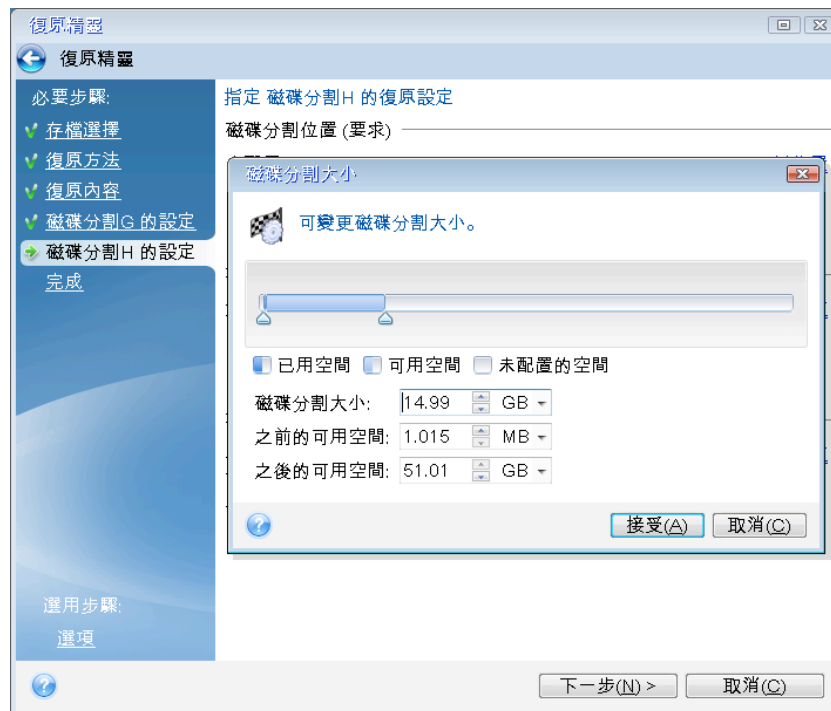 復原精靈
復原精靈
必要步驟:
存檔選擇
復原方法
復原內容
磁碟分割G 的設定
磁碟分割H 的設定
完成
選用步驟:
選項
指定 磁碟分割H 的復原設定
磁碟分割位置 (要求)
磁碟分割大小
可變更磁碟分割大小。
已用空間 可用空間 未配置的空間
磁碟分割大小: 14.99 GB
之前的可用空間: 1.015 MB
之後的可用空間: 51.01 GB
接受(A) 取消(C)
下一步(N) > 取消(C)